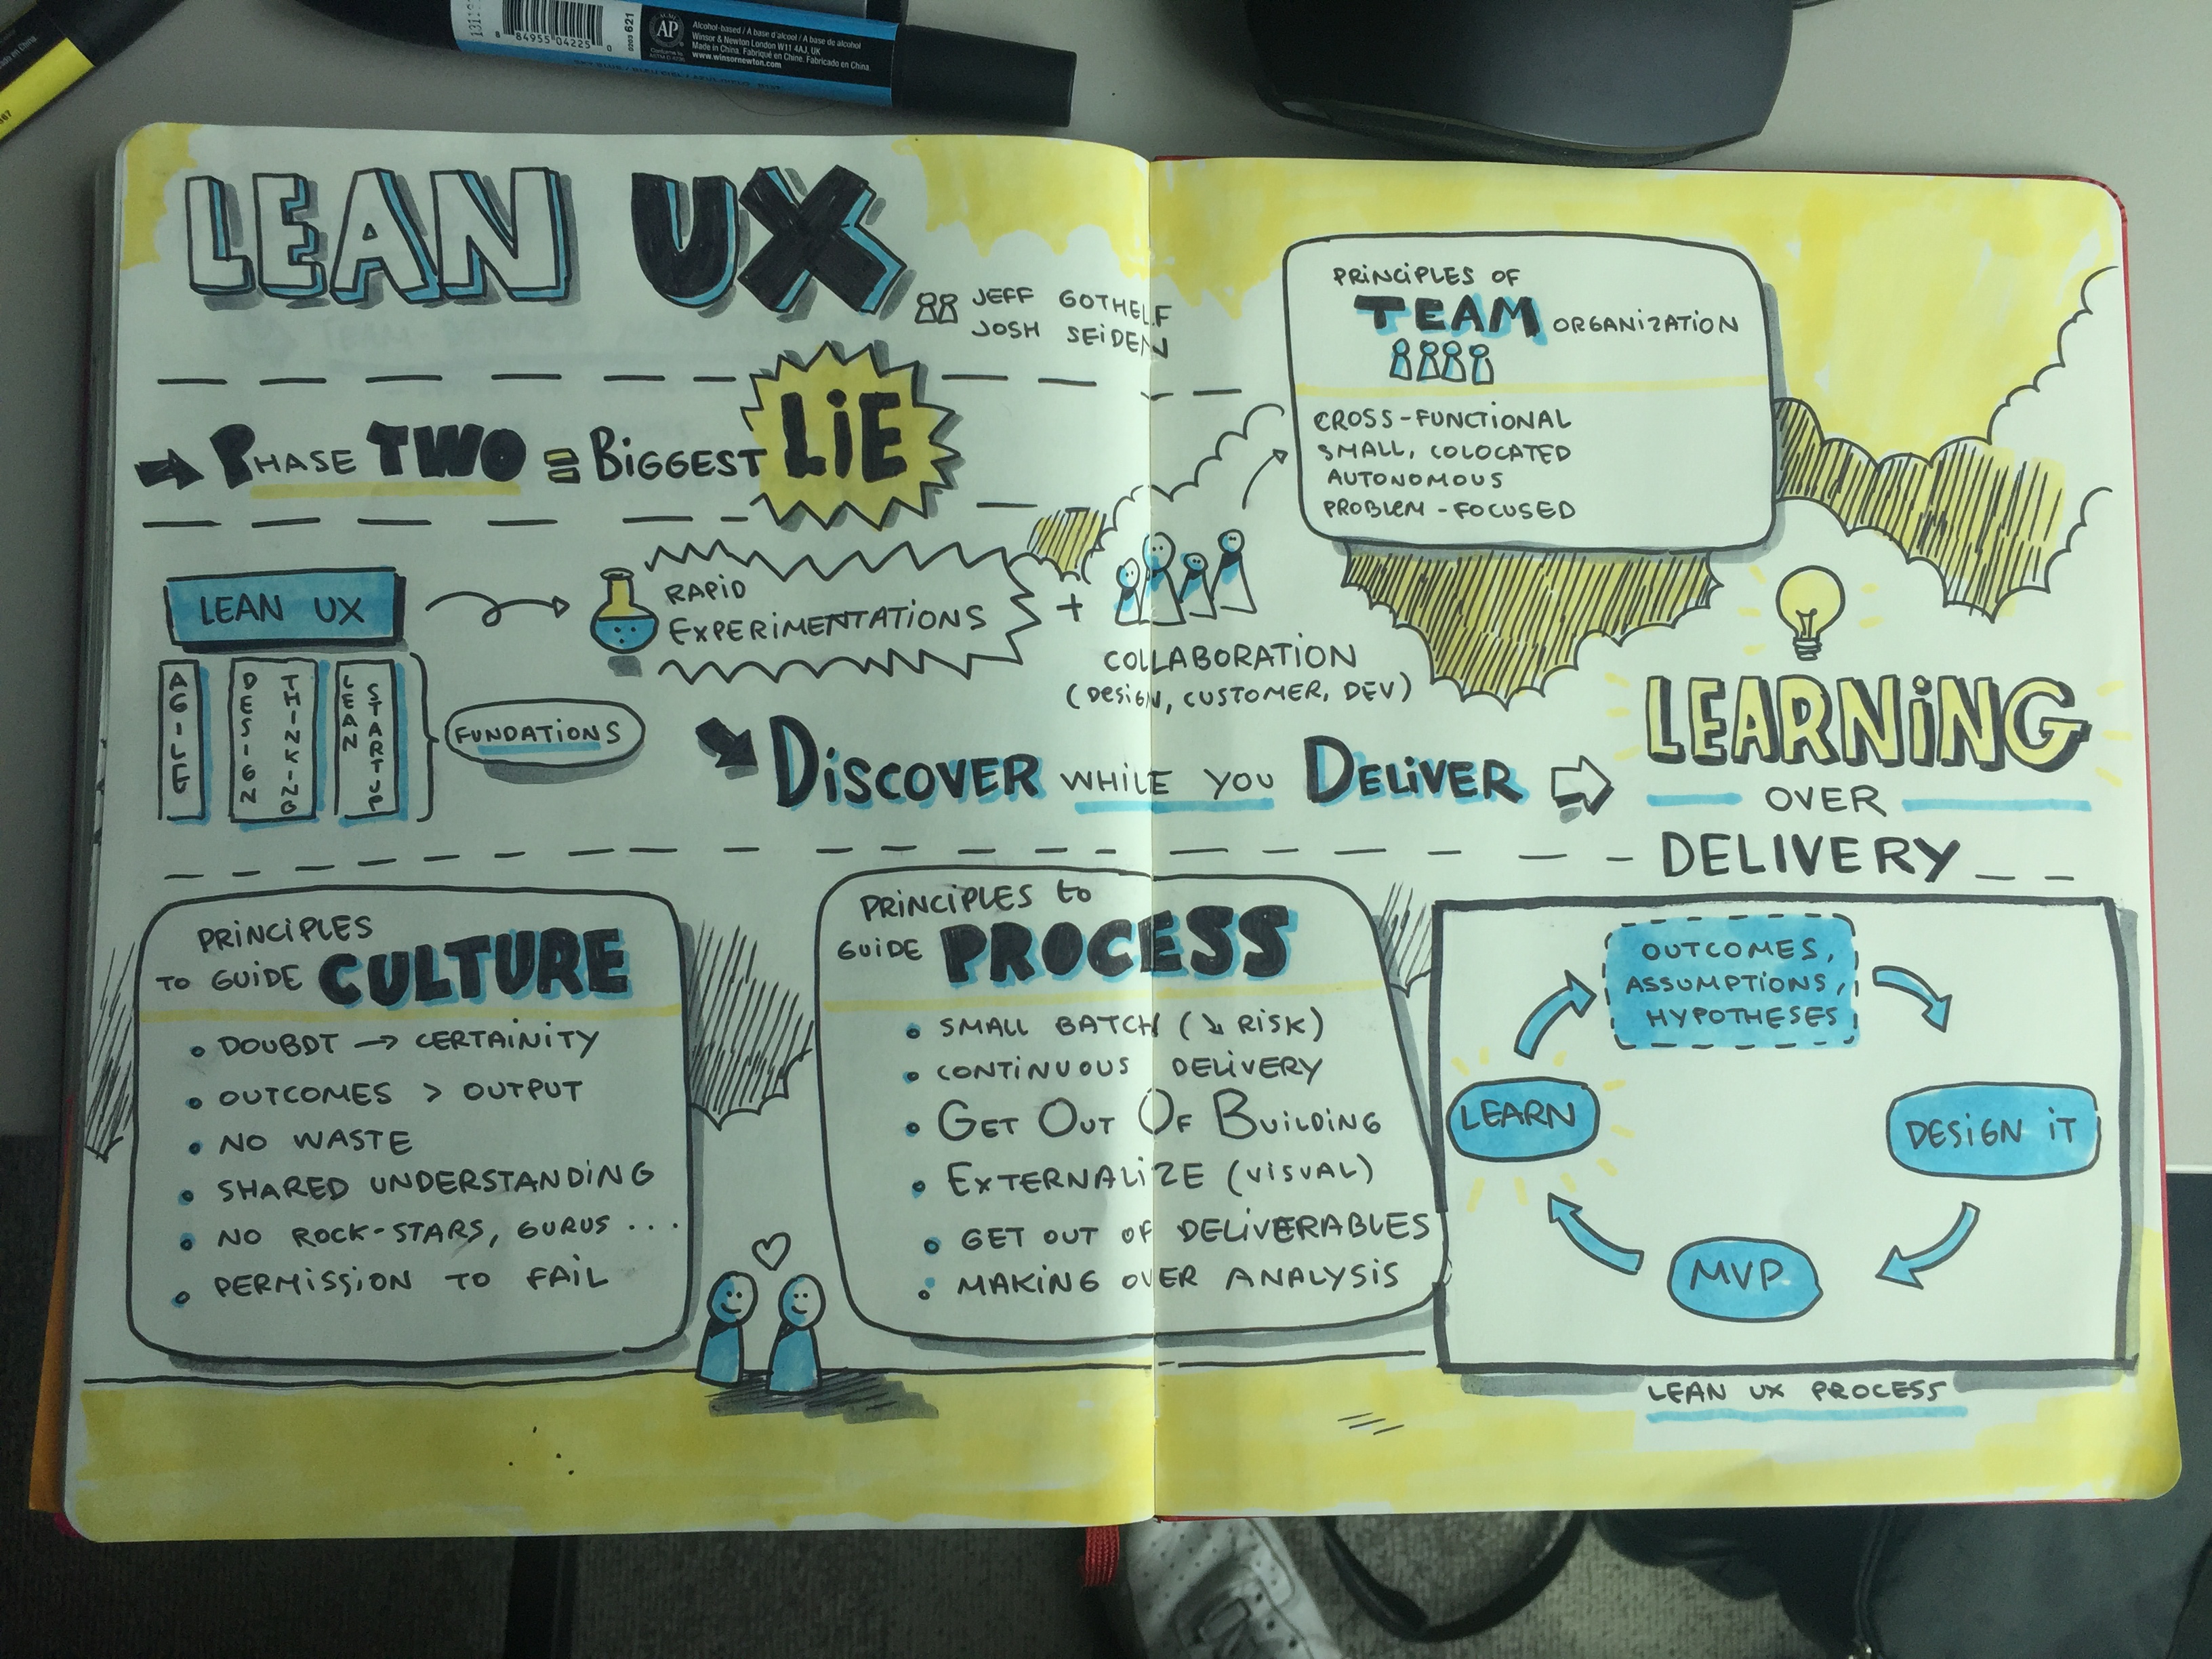 84955 04225 0
621
AP
Alcohol-based / A base d'alcool / A base de alcohol
Winsor & Newton London W11 4AJ, UK
Made in China. Fabriqué en Chine. Fabricado en China
www.winsornewton.com
LEAN UX
JEFF GOTHELF
JOSH SEIDEN
PHASE TWO = BIGGEST LIE
LEAN UX
RAPID
EXPERIMENTATIONS
+
COLLABORATION
(DESIGN, CUSTOMER, DEV)
AGILE
DESIGN THINKING
LEAN STARTUP
FUNDATIONS
PRINCIPLES OF
TEAM ORGANIZATION
CROSS-FUNCTIONAL
SMALL, COLOCATED
AUTONOMOUS
PROBLEM-FOCUSED
DISCOVER WHILE YOU DELIVER
LEARNING
OVER
DELIVERY
PRINCIPLES
TO GUIDE CULTURE
• DOUBDT → CERTAINITY
• OUTCOMES > OUTPUT
• NO WASTE
• SHARED UNDERSTANDING
• NO ROCK-STARS, GURUS ...
• PERMISSION TO FAIL
PRINCIPLES to
GUIDE PROCESS
• SMALL BATCH (↘ RISK)
• CONTINUOUS DELIVERY
• GET OUT OF BUILDING
• EXTERNALIZE (VISUAL)
• GET OUT OF DELIVERABLES
• MAKING OVER ANALYSIS
OUTCOMES,
ASSUMPTIONS,
HYPOTHESES
LEARN
DESIGN IT
MVP
LEAN UX PROCESS